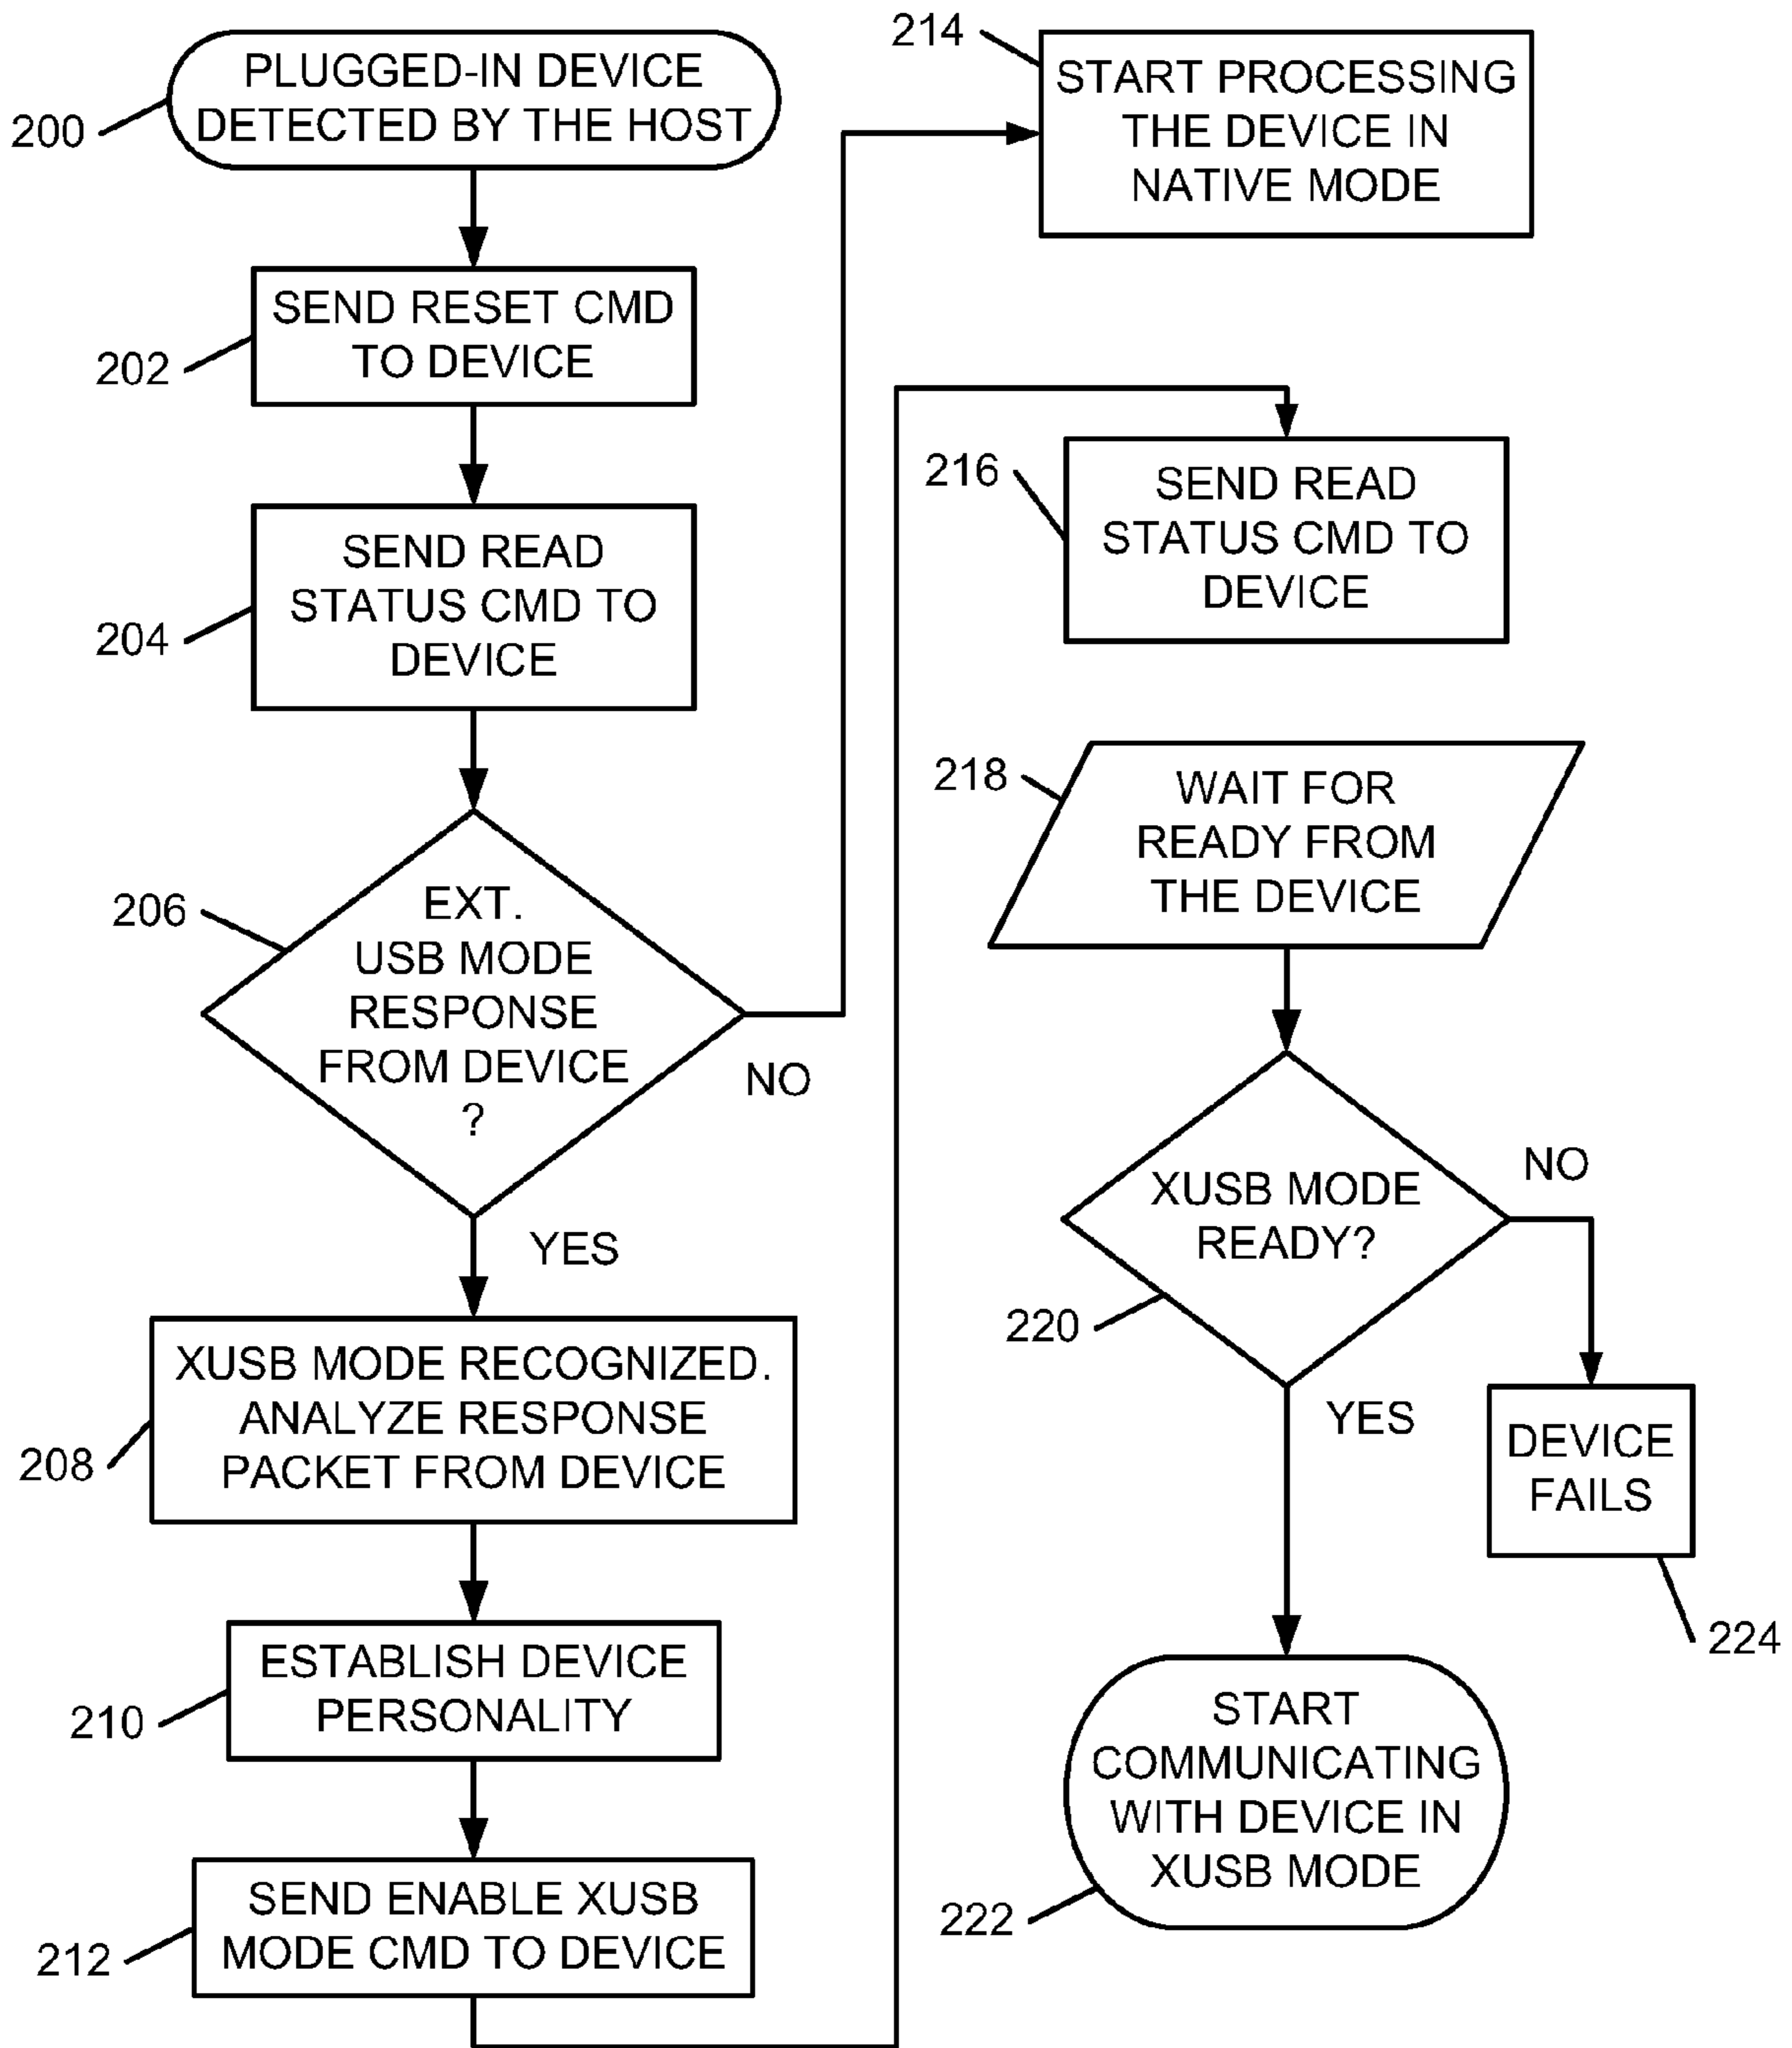 200
PLUGGED-IN DEVICE
DETECTED BY THE HOST
202
SEND RESET CMD
TO DEVICE
204
SEND READ
STATUS CMD TO
DEVICE
206
EXT.
USB MODE
RESPONSE
FROM DEVICE
?
NO
YES
208
XUSB MODE RECOGNIZED.
ANALYZE RESPONSE
PACKET FROM DEVICE
210
ESTABLISH DEVICE
PERSONALITY
212
SEND ENABLE XUSB
MODE CMD TO DEVICE
214
START PROCESSING
THE DEVICE IN
NATIVE MODE
216
SEND READ
STATUS CMD TO
DEVICE
218
WAIT FOR
READY FROM
THE DEVICE
220
XUSB MODE
READY?
NO
YES
DEVICE
FAILS
224
222
START
COMMUNICATING
WITH DEVICE IN
XUSB MODE